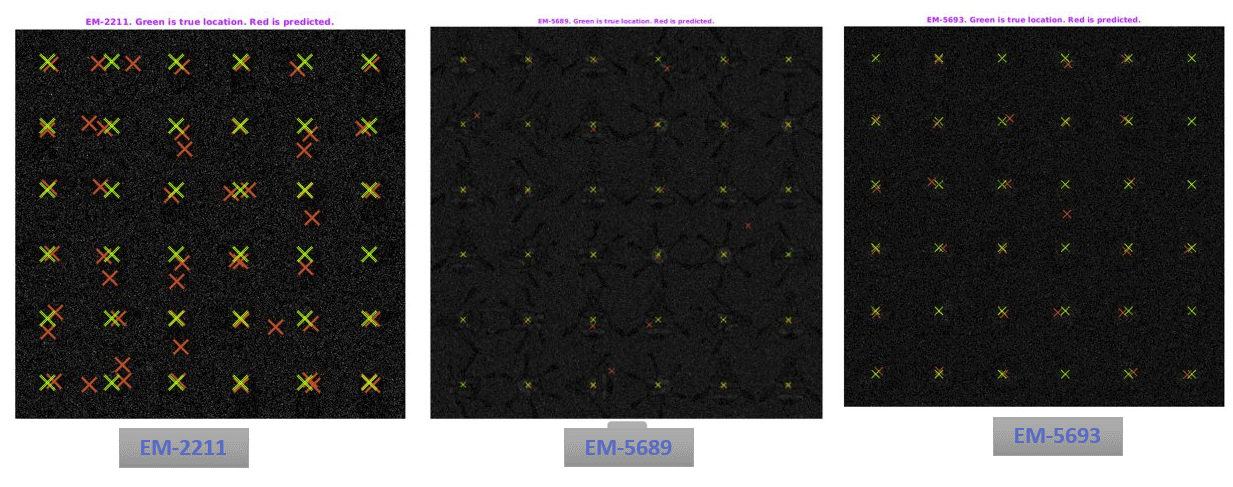 EM-2211. Green is true location. Red is predicted.
EM-5689. Green is true location. Red is predicted.
EM-5693. Green is true location. Red is predicted.
EM-2211
EM-5689
EM-5693